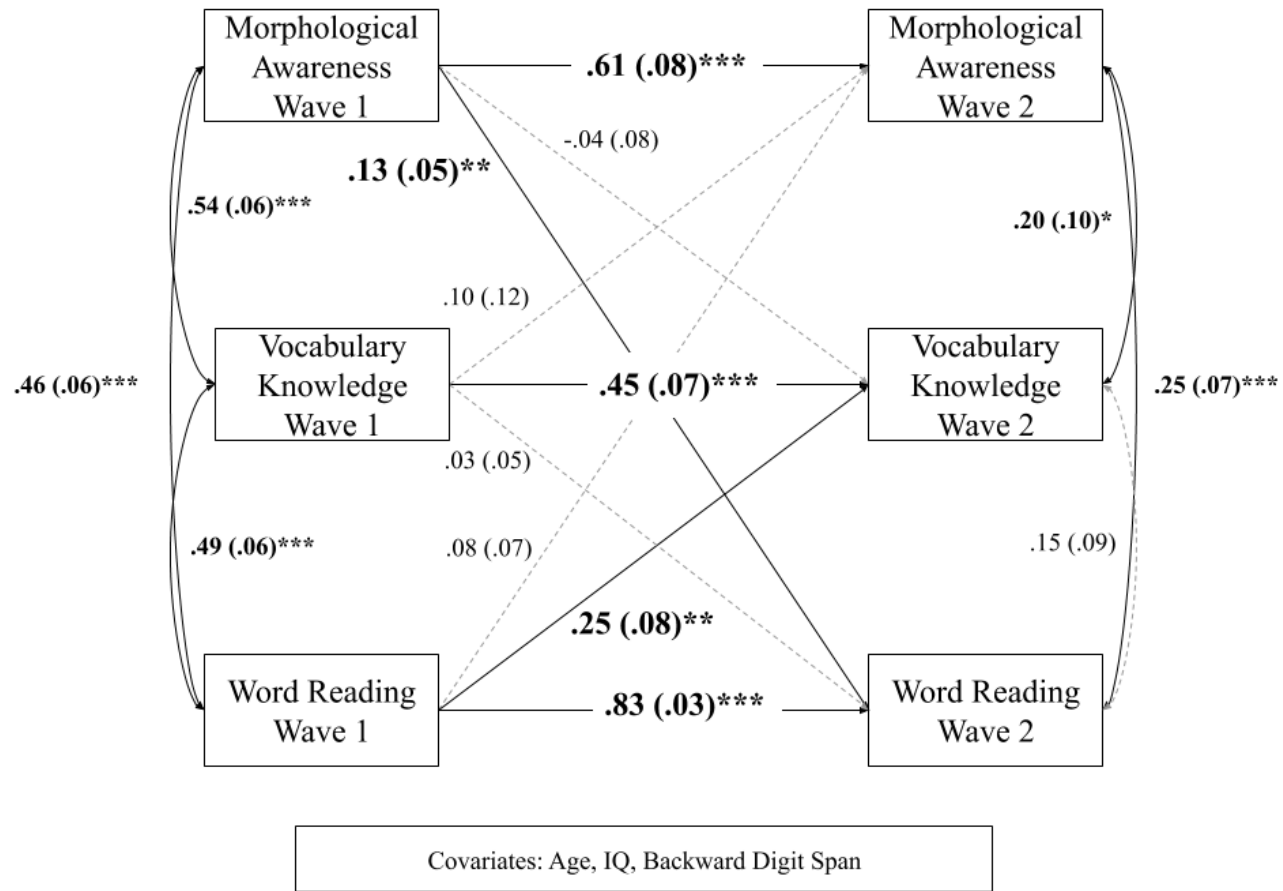 Morphological
Awareness
Wave 1
Morphological
Awareness
Wave 2
.61 (.08)***
-.04 (.08)
.13 (.05)**
.54 (.06)***
.20 (.10)*
.10 (.12)
Vocabulary
Knowledge
Wave 1
Vocabulary
Knowledge
Wave 2
.46 (.06)***
.45 (.07)***
.25 (.07)***
.03 (.05)
.49 (.06)***
.08 (.07)
.15 (.09)
.25 (.08)**
Word Reading
Wave 1
Word Reading
Wave 2
.83 (.03)***
Covariates: Age, IQ, Backward Digit Span